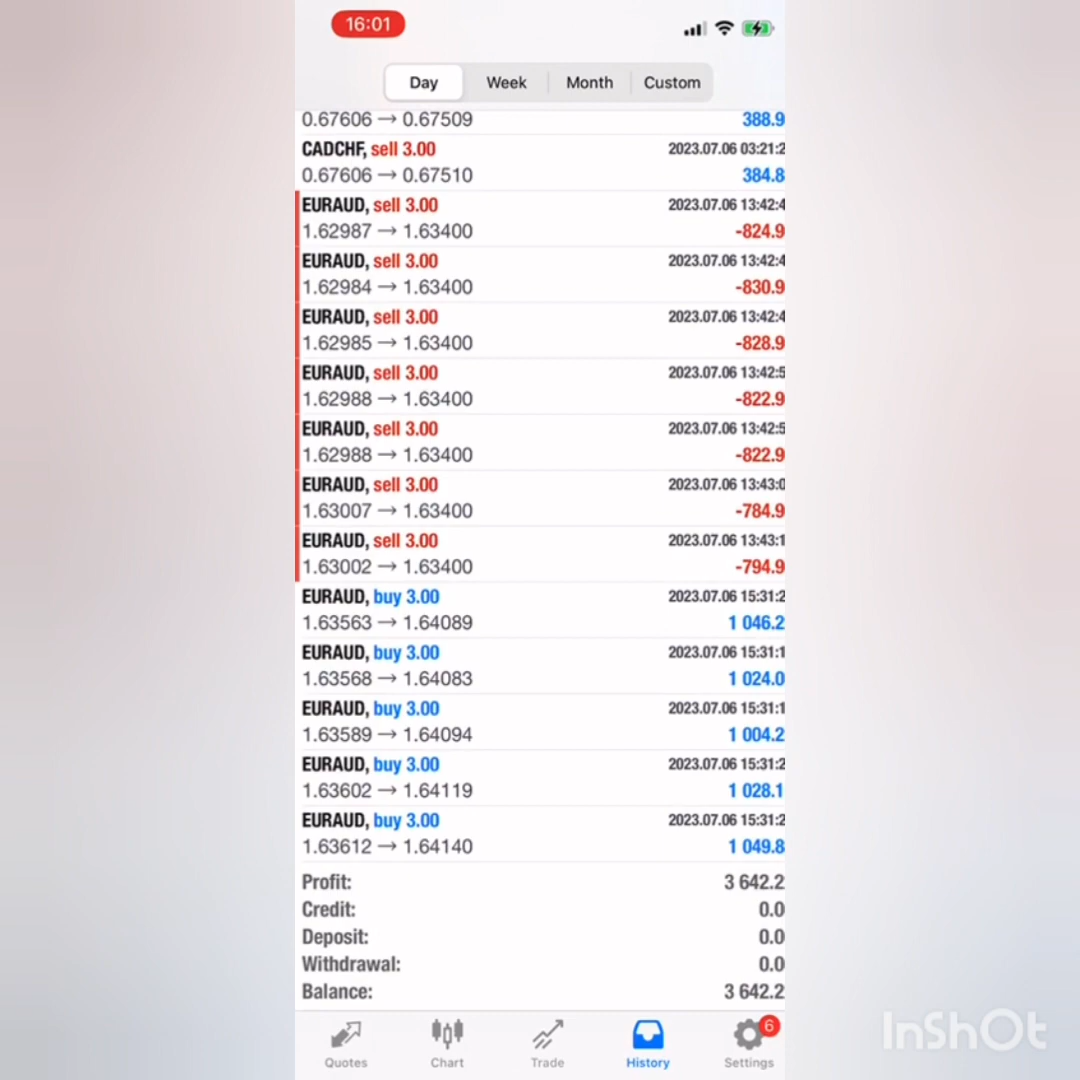 16:01
Day Week Month Custom
0.67606 → 0.67509 388.9
CADCHF, sell 3.00 2023.07.06 03:21:2
0.67606 → 0.67510 384.8
EURAUD, sell 3.00 2023.07.06 13:42:4
1.62987 → 1.63400 -824.9
EURAUD, sell 3.00 2023.07.06 13:42:4
1.62984 → 1.63400 -830.9
EURAUD, sell 3.00 2023.07.06 13:42:4
1.62985 → 1.63400 -828.9
EURAUD, sell 3.00 2023.07.06 13:42:5
1.62988 → 1.63400 -822.9
EURAUD, sell 3.00 2023.07.06 13:42:5
1.62988 → 1.63400 -822.9
EURAUD, sell 3.00 2023.07.06 13:43:0
1.63007 → 1.63400 -784.9
EURAUD, sell 3.00 2023.07.06 13:43:1
1.63002 → 1.63400 -794.9
EURAUD, buy 3.00 2023.07.06 15:31:2
1.63563 → 1.64089 1 046.2
EURAUD, buy 3.00 2023.07.06 15:31:1
1.63568 → 1.64083 1 024.0
EURAUD, buy 3.00 2023.07.06 15:31:1
1.63589 → 1.64094 1 004.2
EURAUD, buy 3.00 2023.07.06 15:31:2
1.63602 → 1.64119 1 028.1
EURAUD, buy 3.00 2023.07.06 15:31:2
1.63612 → 1.64140 1 049.8
Profit: 3 642.2
Credit: 0.0
Deposit: 0.0
Withdrawal: 0.0
Balance: 3 642.2
6
Quotes Chart Trade History Settings
InShOt